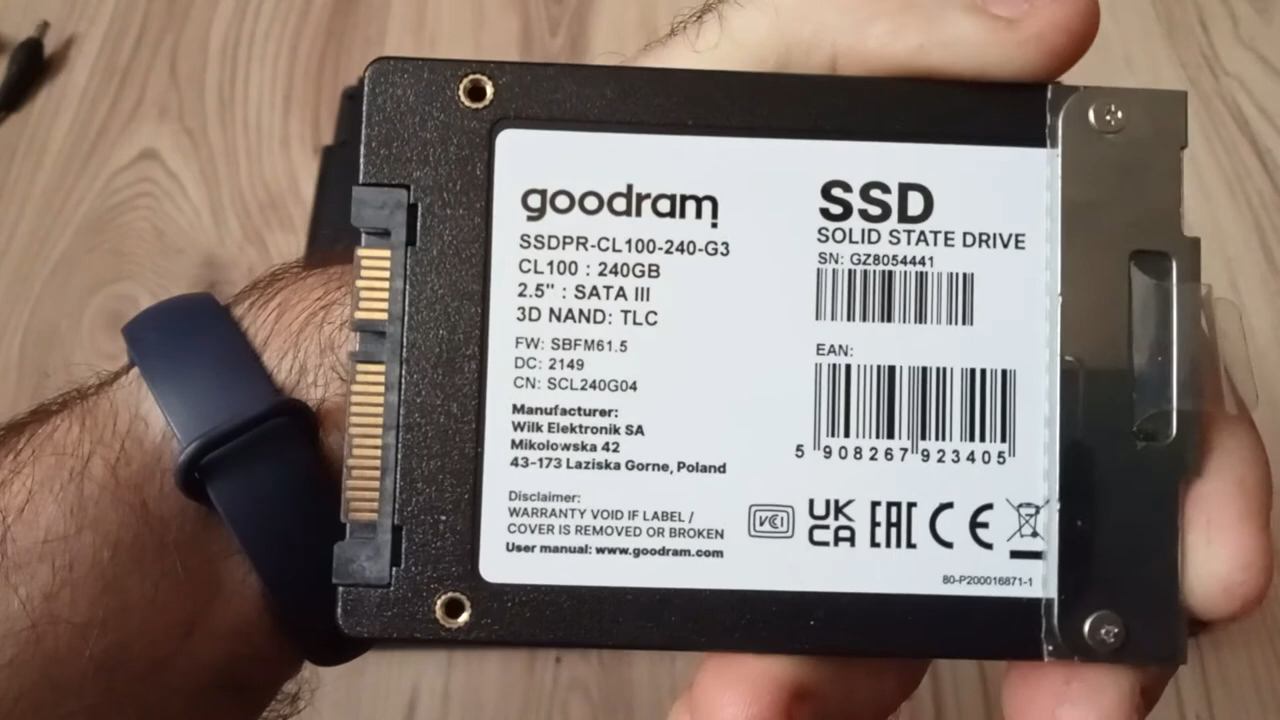 goodram
SSDPR-CL100-240-G3
CL100 : 240GB
2.5" : SATA III
3D NAND: TLC
FW: SBFM61.5
DC: 2149
CN: SCL240G04
Manufacturer:
Wilk Elektronik SA
Mikolowska 42
43-173 Laziska Gorne, Poland
Disclaimer:
WARRANTY VOID IF LABEL /
COVER IS REMOVED OR BROKEN
User manual: www.goodram.com
SSD
SOLID STATE DRIVE
SN: GZ8054441
EAN:
5 908267 923405
VCCI
UK
CA
EAC
CE
80-P200016871-1